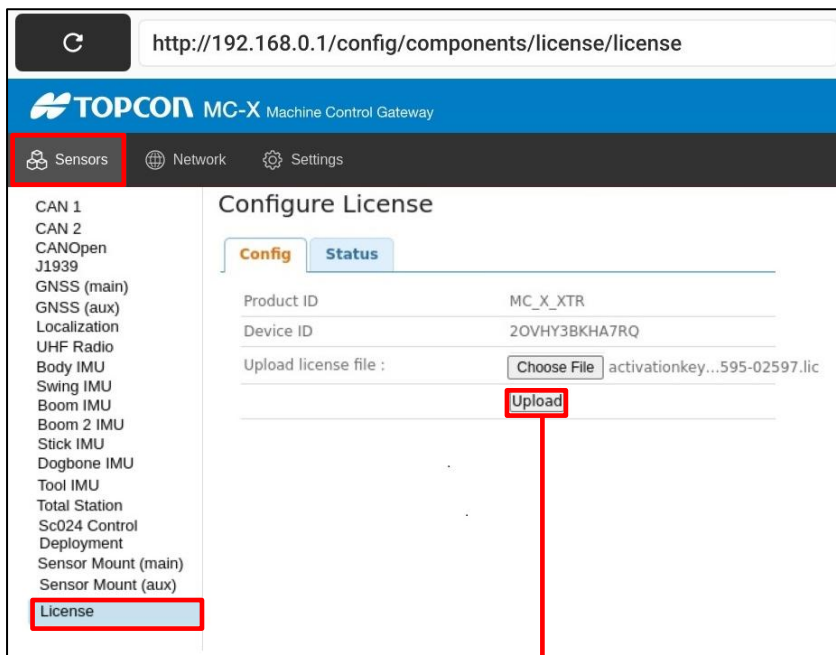 http://192.168.0.1/config/components/license/license
TOPCON MC-X Machine Control Gateway
Sensors Network Settings
CAN 1
CAN 2
CANOpen
J1939
GNSS (main)
GNSS (aux)
Localization
UHF Radio
Body IMU
Swing IMU
Boom IMU
Boom 2 IMU
Stick IMU
Dogbone IMU
Tool IMU
Total Station
Sc024 Control
Deployment
Sensor Mount (main)
Sensor Mount (aux)
License
Configure License
Config Status
Product ID MC_X_XTR
Device ID 2OVHY3BKHA7RQ
Upload license file : Choose File activationkey...595-02597.lic
Upload